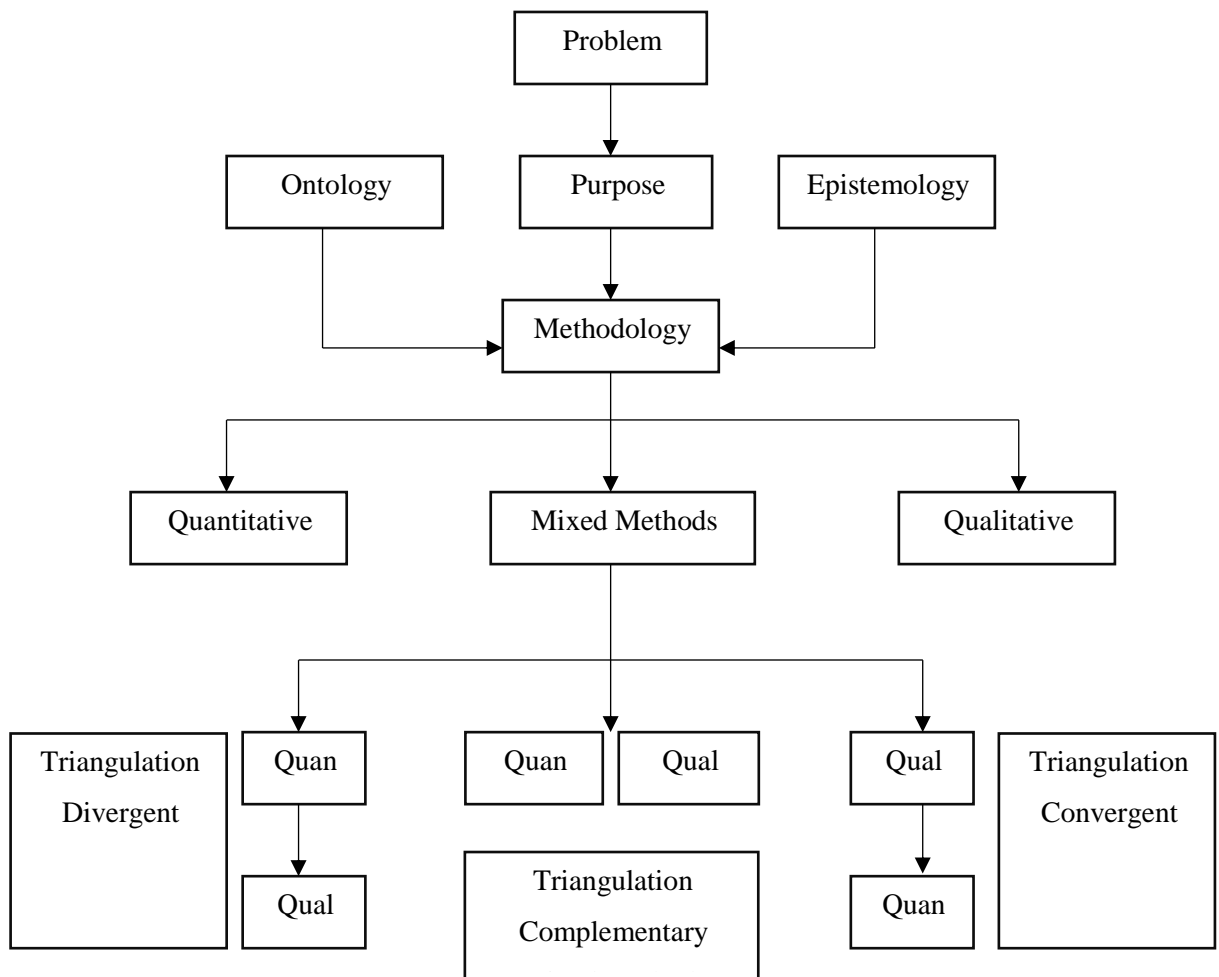 Problem
Ontology
Purpose
Epistemology
Methodology
Quantitative
Mixed Methods
Qualitative
Triangulation
Divergent
Quan
Qual
Quan
Qual
Triangulation
Complementary
Qual
Quan
Triangulation
Convergent